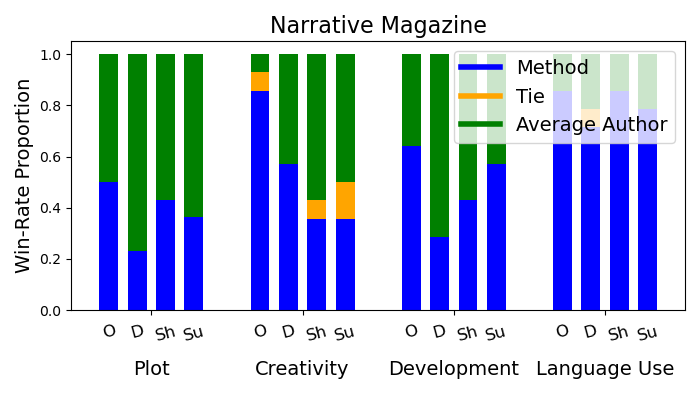 Narrative Magazine
Win-Rate Proportion
1.0
0.8
0.6
0.4
0.2
0.0
Method
Tie
Average Author
O D Sh Su O D Sh Su O D Sh Su O D Sh Su
Plot Creativity Development Language Use